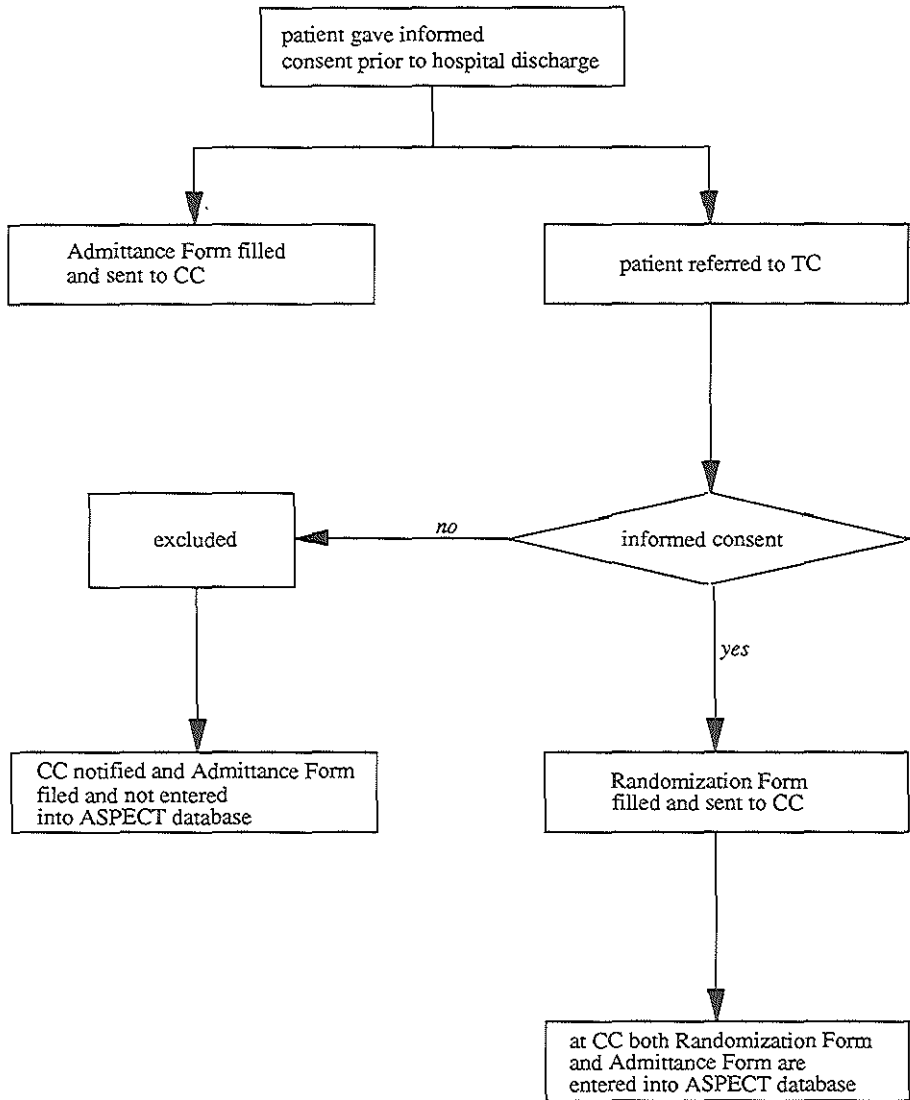 patient gave informed
consent prior to hospital discharge
Admittance Form filled
and sent to CC
patient referred to TC
excluded
no
informed consent
yes
CC notified and Admittance Form
filed and not entered
into ASPECT database
Randomization Form
filled and sent to CC
at CC both Randomization Form
and Admittance Form are
entered into ASPECT database